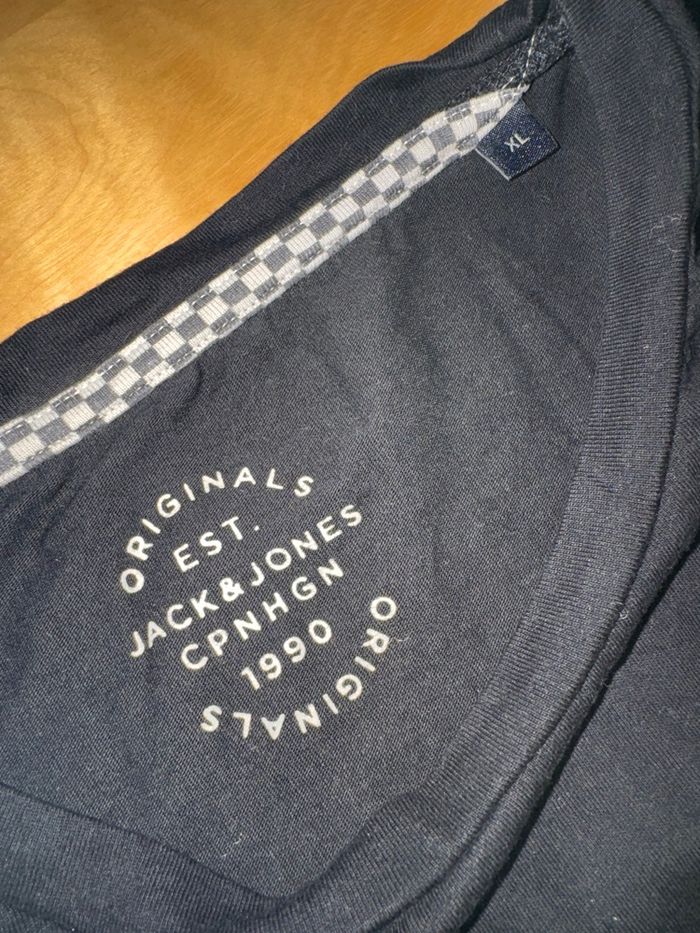 XL
ORIGINALS
EST.
JACK&JONES
CPNHGN
1990
ORIGINALS